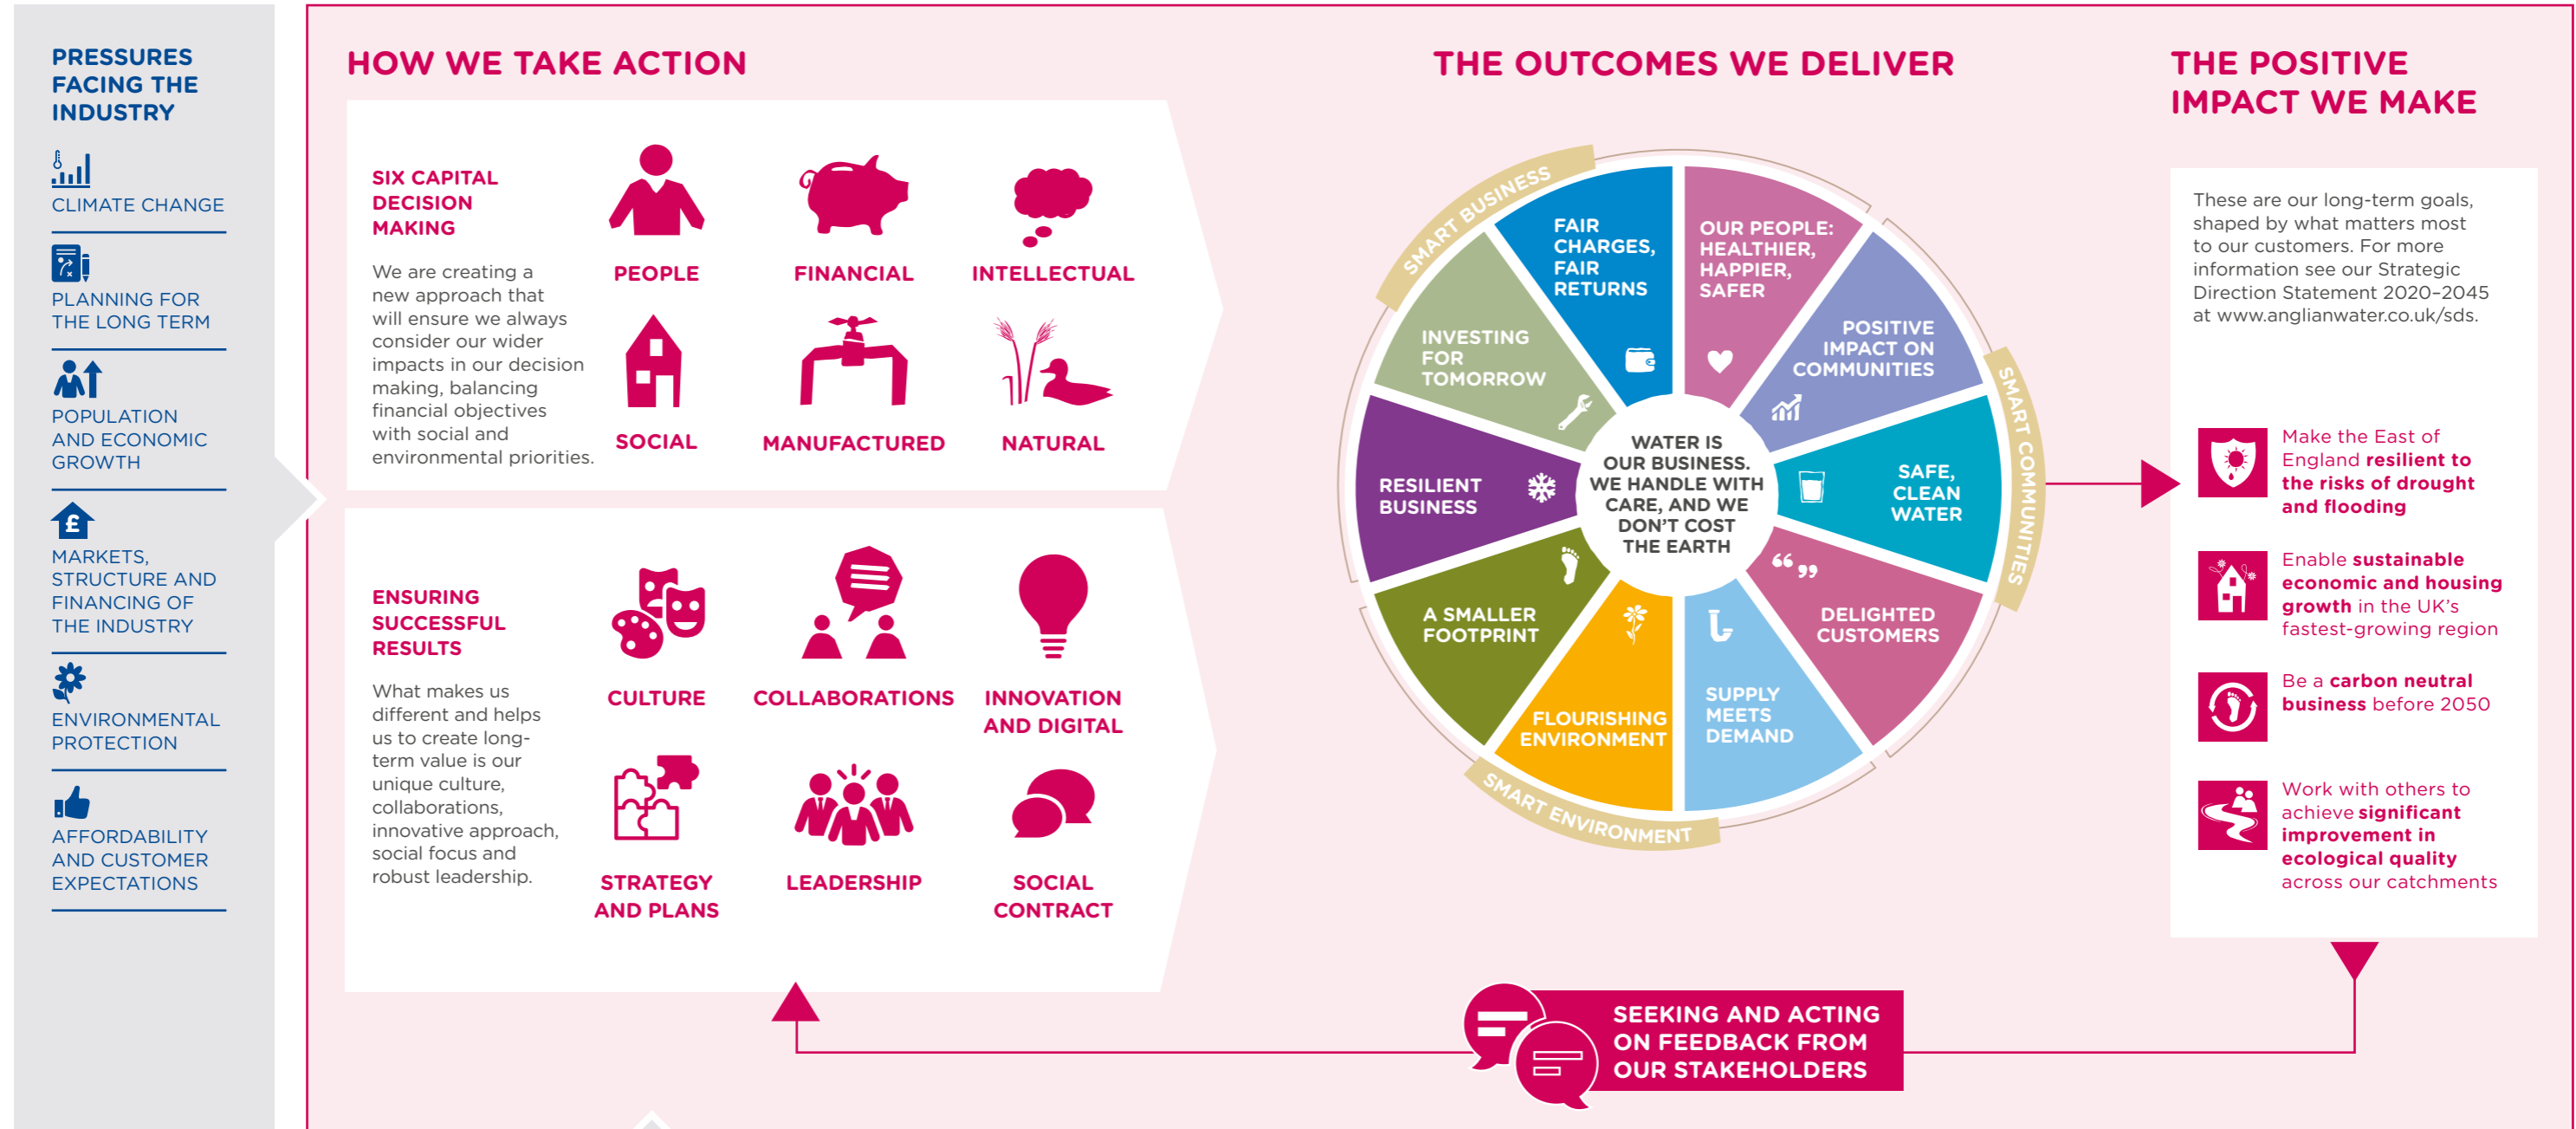 PRESSURES
FACING THE
INDUSTRY
CLIMATE CHANGE
PLANNING FOR
THE LONG TERM
POPULATION
AND ECONOMIC
GROWTH
£
MARKETS,
STRUCTURE AND
FINANCING OF
THE INDUSTRY
ENVIRONMENTAL
PROTECTION
AFFORDABILITY
AND CUSTOMER
EXPECTATIONS
HOW WE TAKE ACTION
SIX CAPITAL
DECISION
MAKING
We are creating a
new approach that
will ensure we always
consider our wider
impacts in our decision
making, balancing
financial objectives
with social and
environmental priorities.
PEOPLE
FINANCIAL
INTELLECTUAL
SOCIAL
MANUFACTURED
NATURAL
ENSURING
SUCCESSFUL
RESULTS
What makes us
different and helps
us to create long-
term value is our
unique culture,
collaborations,
innovative approach,
social focus and
robust leadership.
CULTURE
COLLABORATIONS
INNOVATION
AND DIGITAL
STRATEGY
AND PLANS
LEADERSHIP
SOCIAL
CONTRACT
THE OUTCOMES WE DELIVER
SMART BUSINESS
FAIR
CHARGES,
FAIR
RETURNS
OUR PEOPLE:
HEALTHIER,
HAPPIER,
SAFER
POSITIVE
IMPACT ON
COMMUNITIES
SMART COMMUNITIES
SAFE,
CLEAN
WATER
DELIGHTED
CUSTOMERS
SUPPLY
MEETS
DEMAND
FLOURISHING
ENVIRONMENT
SMART ENVIRONMENT
A SMALLER
FOOTPRINT
RESILIENT
BUSINESS
INVESTING
FOR
TOMORROW
WATER IS
OUR BUSINESS.
WE HANDLE WITH
CARE, AND WE
DON'T COST
THE EARTH
THE POSITIVE
IMPACT WE MAKE
These are our long-term goals,
shaped by what matters most
to our customers. For more
information see our Strategic
Direction Statement 2020–2045
at www.anglianwater.co.uk/sds.
Make the East of
England resilient to
the risks of drought
and flooding
Enable sustainable
economic and housing
growth in the UK's
fastest-growing region
Be a carbon neutral
business before 2050
Work with others to
achieve significant
improvement in
ecological quality
across our catchments
SEEKING AND ACTING
ON FEEDBACK FROM
OUR STAKEHOLDERS